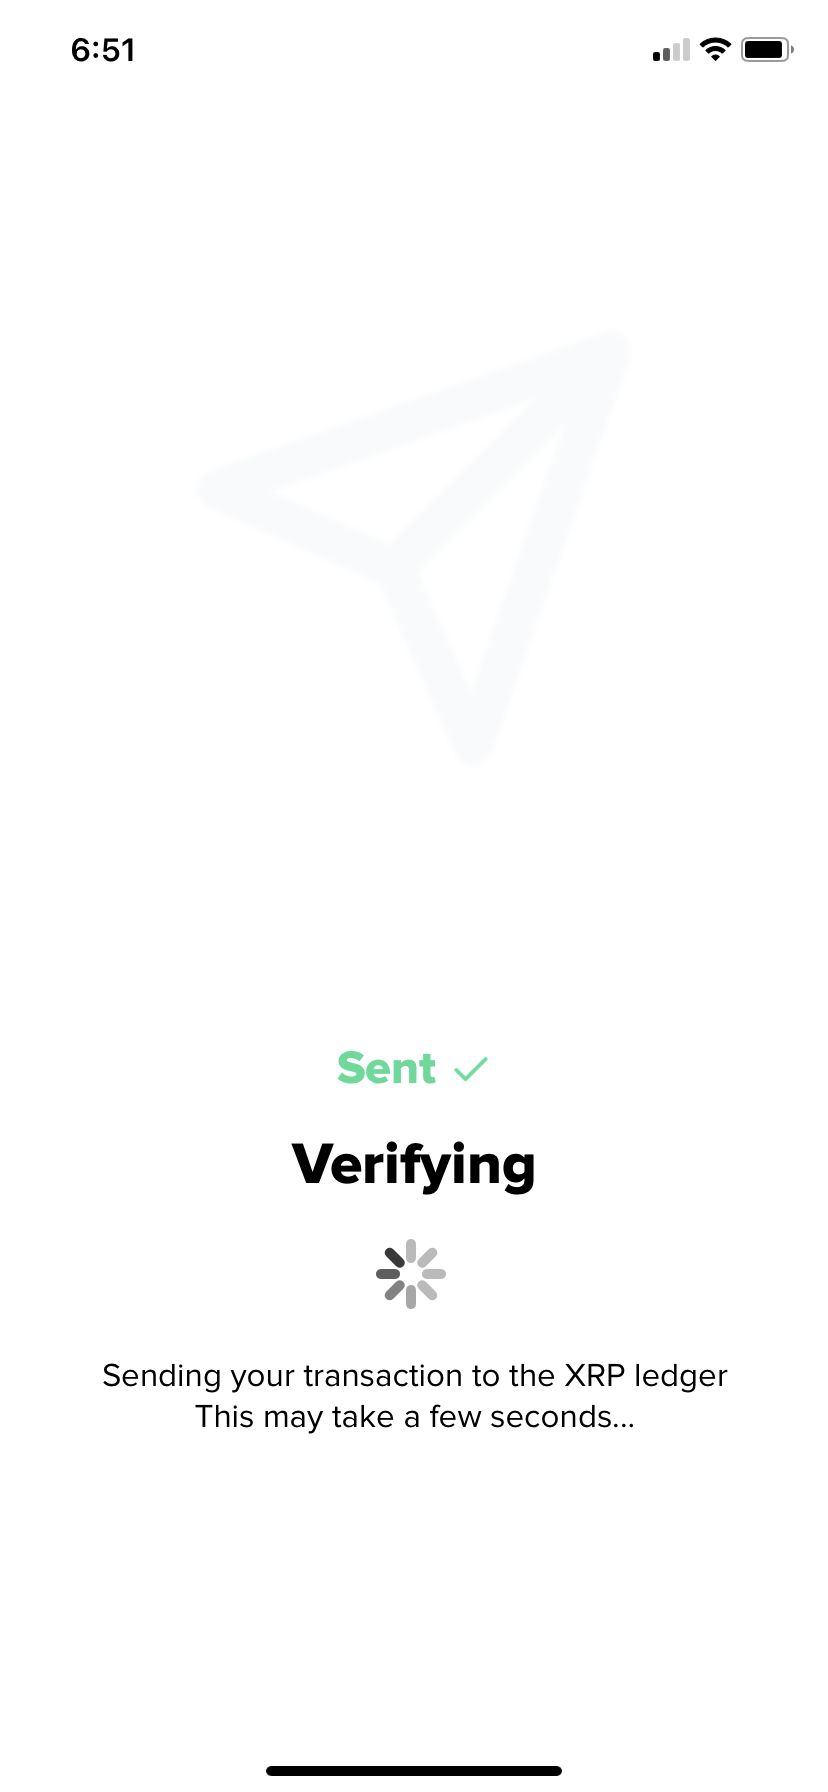 6:51
Sent
Verifying
Sending your transaction to the XRP ledger
This may take a few seconds...